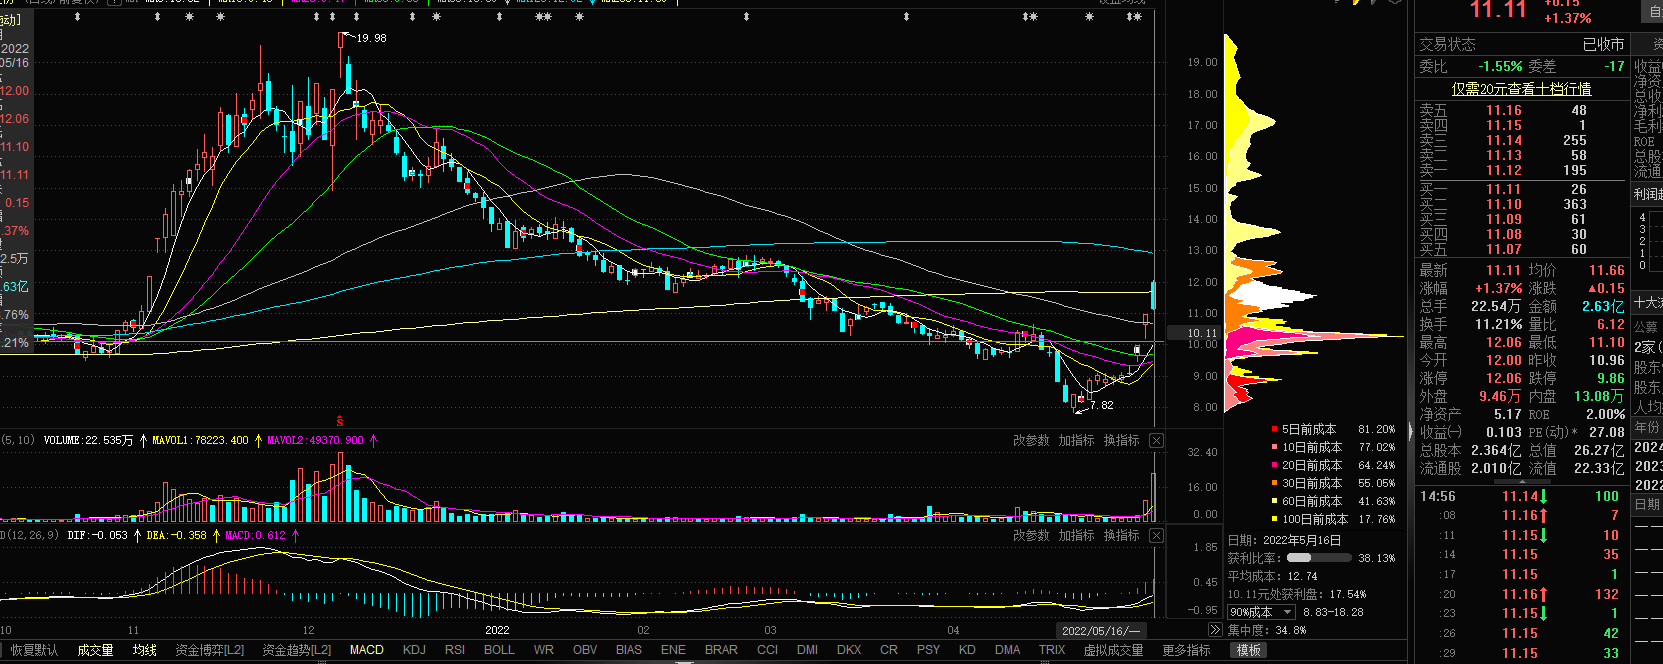 11.11
+0.15
+1.37%
自
动]
2022
05/16
12.00
12.06
11.10
11.11
0.15
.37%
2.5万
.63亿
.76%
.21%
19.98
7.82
19.00
18.00
17.00
16.00
15.00
14.00
13.00
12.00
11.00
10.11
10.00
9.00
8.00
S
(5,10) VOLUME:22.535万 MAVOL1:78223.400 MAVOL2:49370.900
改参数 加指标 换指标
32.40
16.00
0.00
D(12,26,9) DIF:-0.053 DEA:-0.358 MACD:0.612
改参数 加指标 换指标
1.85
0.45
-0.95
10 11 12 2022 02 03 04 2022/05/16/一
恢复默认 成交量 均线 资金博弈[L2] 资金趋势[L2] MACD KDJ RSI BOLL WR OBV BIAS ENE BRAR CCI DMI DKX CR PSY KD DMA TRIX 虚拟成交量 更多指标 模板
5日前成本 81.20%
10日前成本 77.02%
20日前成本 64.24%
30日前成本 55.05%
60日前成本 41.63%
100日前成本 17.76%
日期: 2022年5月16日
获利比率: 38.13%
平均成本: 12.74
10.11元处获利盘: 17.54%
90%成本 8.83-18.28
集中度: 34.8%
交易状态 已收市
委比 -1.55% 委差 -17
仅需20元查看十档行情
卖五 11.16 48
卖四 11.15 1
卖三 11.14 255
卖二 11.13 58
卖一 11.12 195
买一 11.11 26
买二 11.10 363
买三 11.09 61
买四 11.08 30
买五 11.07 60
最新 11.11 均价 11.66
涨幅 +1.37% 涨跌 ▲0.15
总手 22.54万 金额 2.63亿
换手 11.21% 量比 6.12
最高 12.06 最低 11.10
今开 12.00 昨收 10.96
涨停 12.06 跌停 9.86
外盘 9.46万 内盘 13.08万
净资产 5.17 ROE 2.00%
收益㈠ 0.103 PE(动)* 27.08
总股本 2.364亿 总值 26.27亿
流通股 2.010亿 流值 22.33亿
14:56 11.14 100
:08 11.16 7
:11 11.15 10
:14 11.15 35
:17 11.15 1
:20 11.16 132
:23 11.15 1
:26 11.15 42
:29 11.15 33
收益
净资
总收
净利
毛利
ROE
总股
流通
利润趋
4
3
2
1
0
十大流
公募
2家(
股东
股东
人均
年份
2024
2023
2022
日期